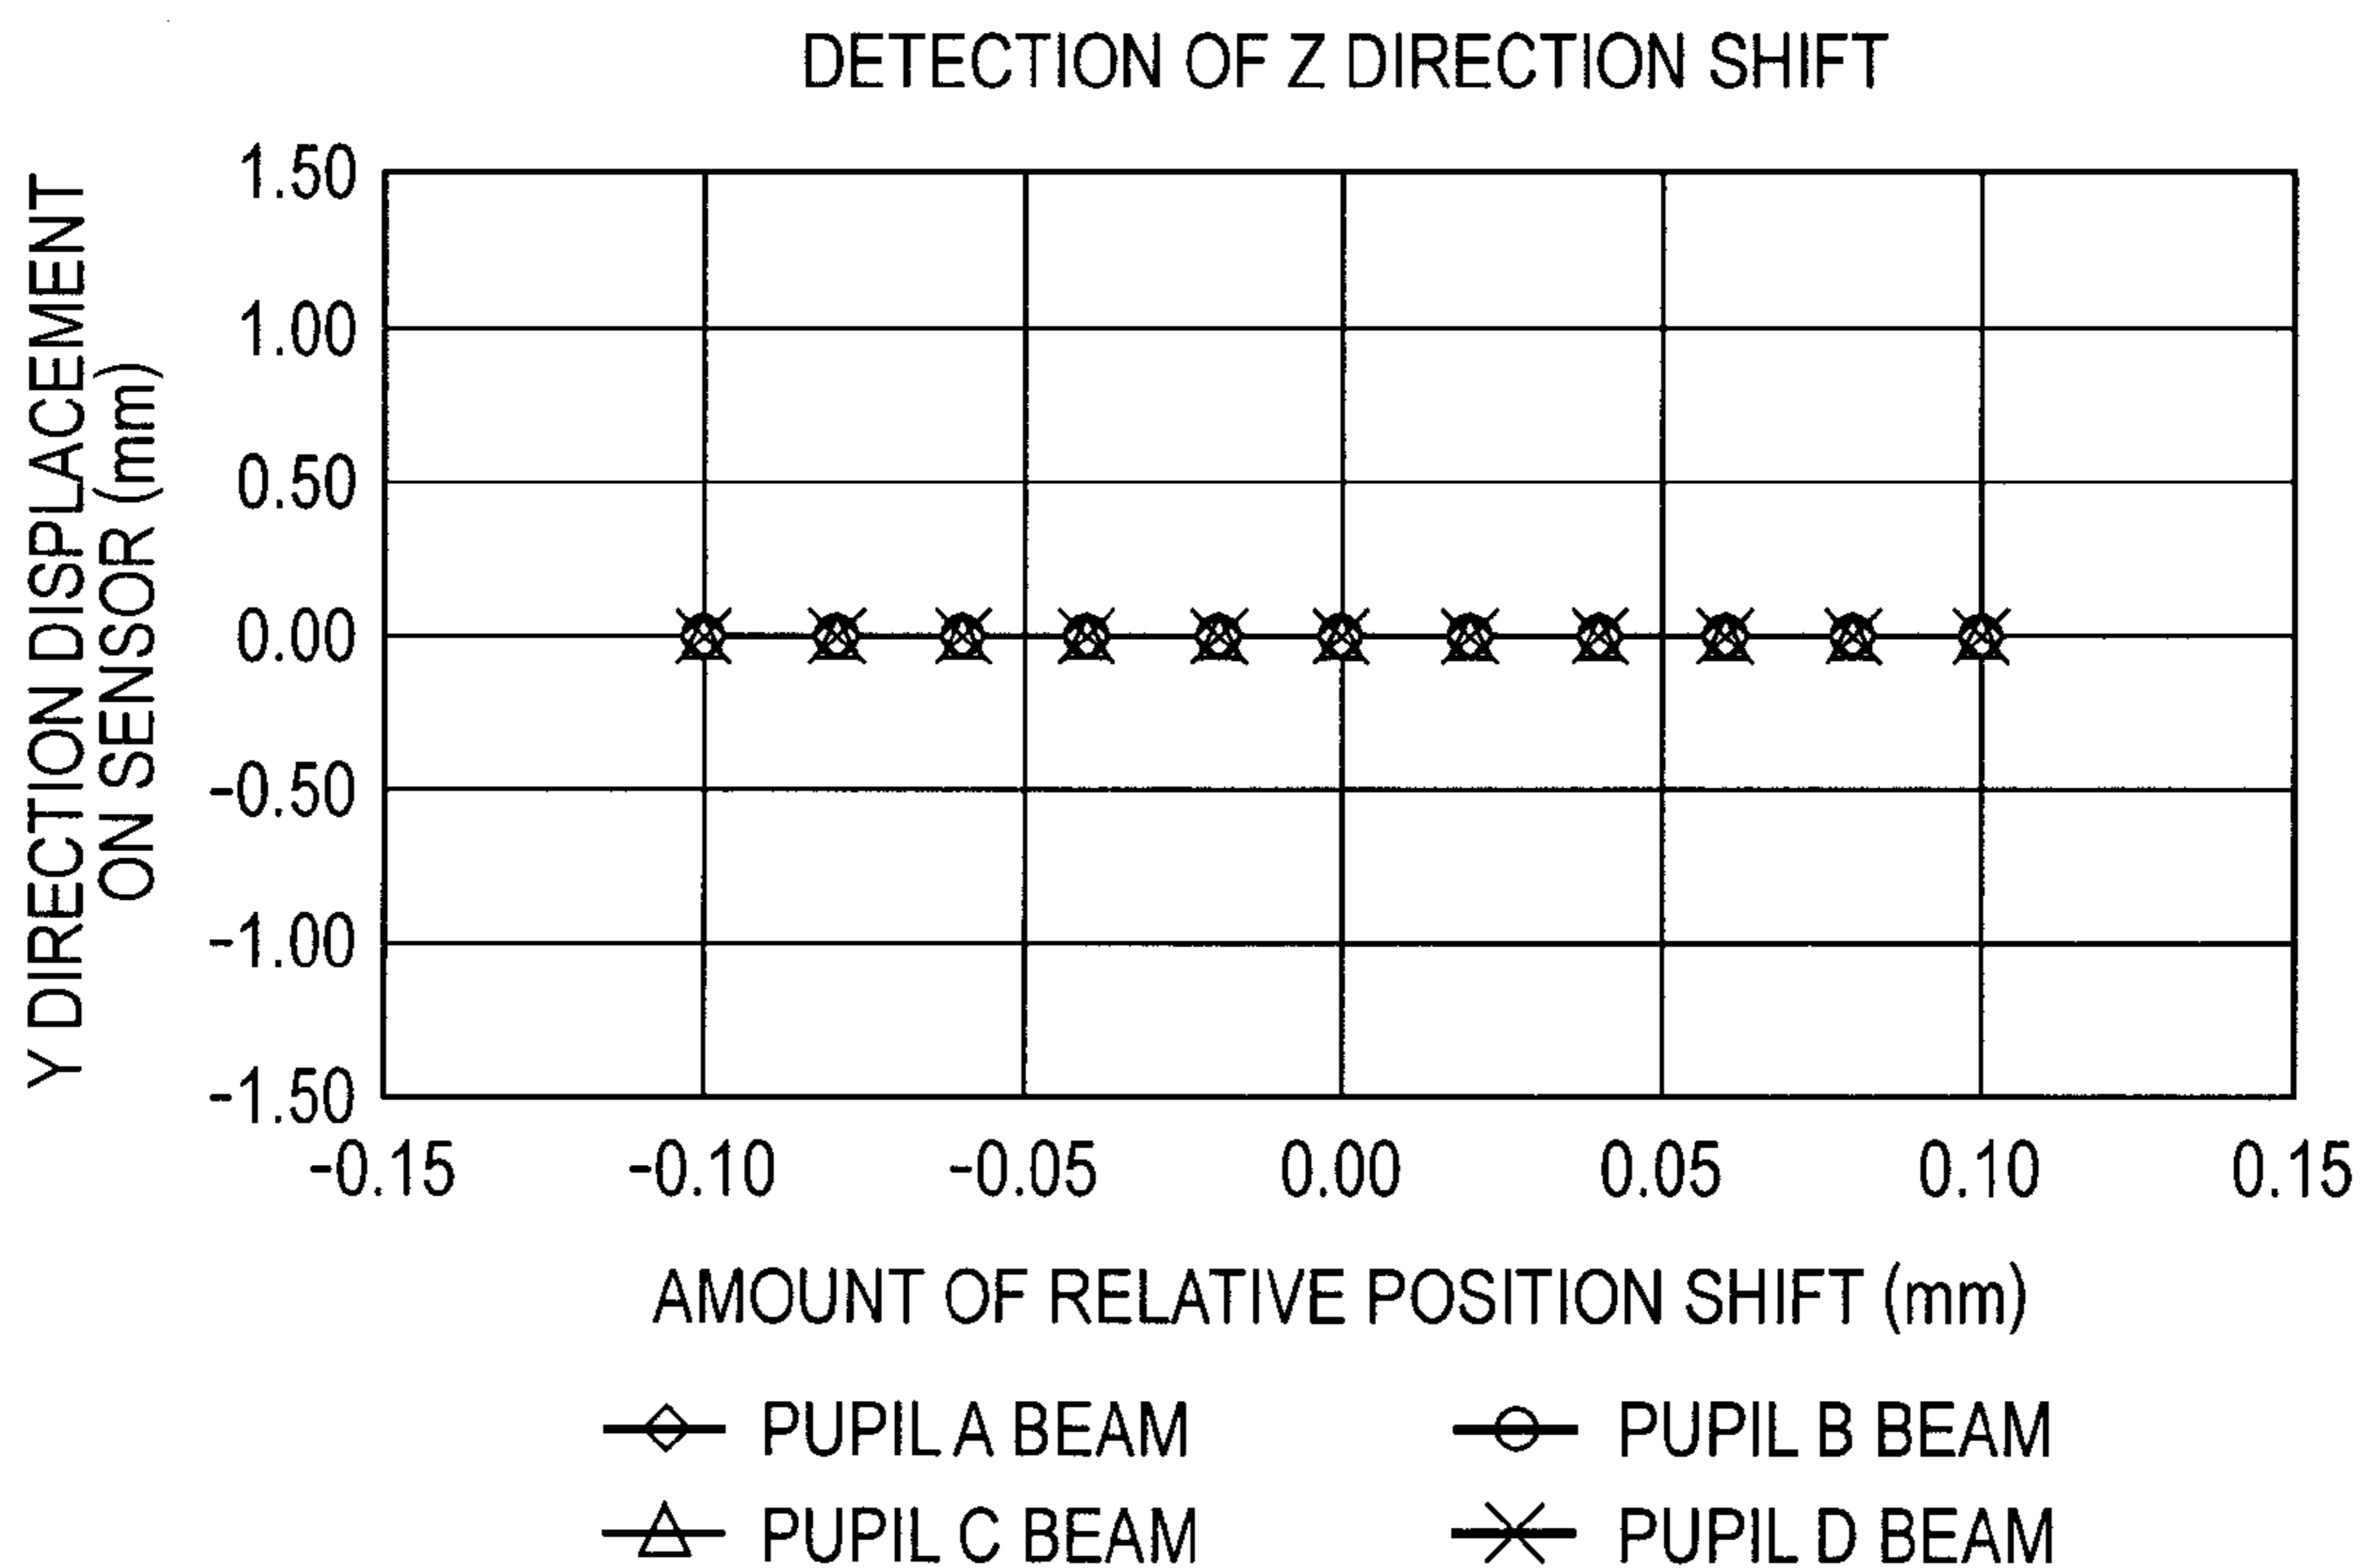 DETECTION OF Z DIRECTION SHIFT
Y DIRECTION DISPLACEMENT
ON SENSOR (mm)
1.50
1.00
0.50
0.00
-0.50
-1.00
-1.50
-0.15 -0.10 -0.05 0.00 0.05 0.10 0.15
AMOUNT OF RELATIVE POSITION SHIFT (mm)
PUPIL A BEAM PUPIL B BEAM
PUPIL C BEAM PUPIL D BEAM